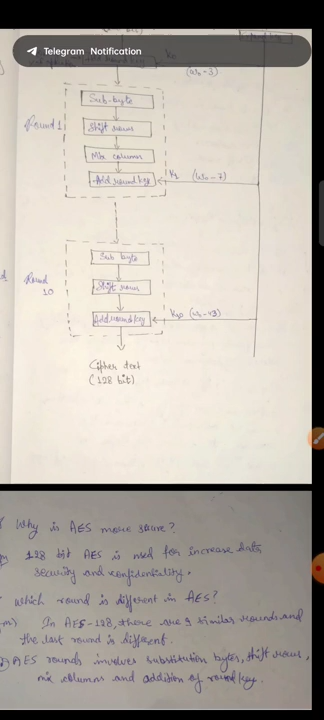 Telegram Notification
K0
(w0-3)
Sub-byte
Round 1
Shift rows
Mix columns
Add round key
K1 (w4-7)
Sub byte
Round
10
Shift rows
Add round key
K10 (w40-43)
Cipher text
(128 bit)
Why is AES more secure?
128 bit AES is used for increase data
security and confidentiality.
Which round is different in AES?
In AES-128, there are 9 similar rounds and
the last round is different.
AES rounds involves substitution bytes, shift rows,
mix columns and addition of round key.